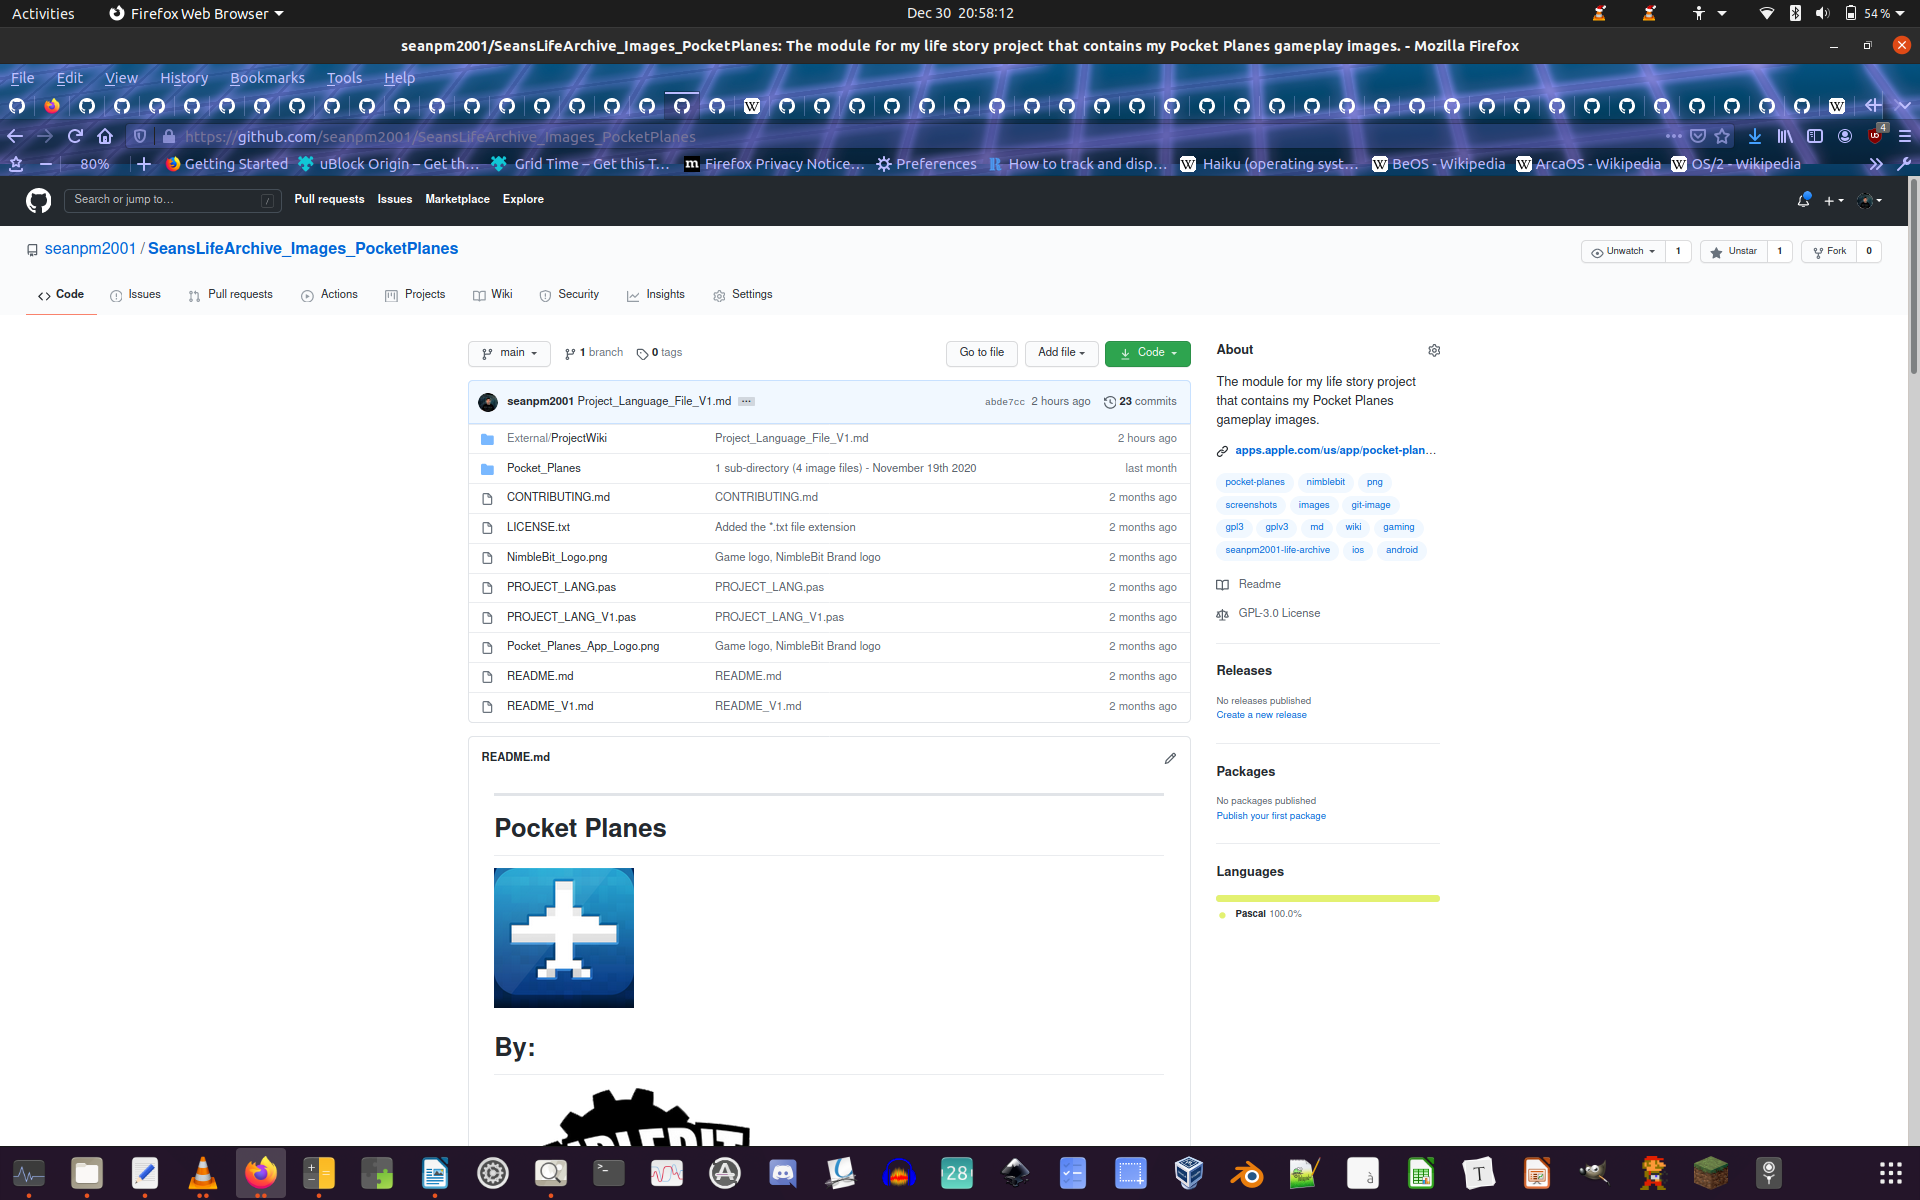 Activities Firefox Web Browser Dec 30 20:58:12 54 %
seanpm2001/SeansLifeArchive_Images_PocketPlanes: The module for my life story project that contains my Pocket Planes gameplay images. - Mozilla Firefox
File Edit View History Bookmarks Tools Help
https://github.com/seanpm2001/SeansLifeArchive_Images_PocketPlanes 4
80% Getting Started uBlock Origin – Get th… Grid Time – Get this T… Firefox Privacy Notice… Preferences How to track and disp… Haiku (operating syst… BeOS - Wikipedia ArcaOS - Wikipedia OS/2 - Wikipedia
Search or jump to… / Pull requests Issues Marketplace Explore
seanpm2001 / SeansLifeArchive_Images_PocketPlanes Unwatch 1 Unstar 1 Fork 0
Code Issues Pull requests Actions Projects Wiki Security Insights Settings
main 1 branch 0 tags Go to file Add file Code
seanpm2001 Project_Language_File_V1.md ... abde7cc 2 hours ago 23 commits
External/ProjectWiki Project_Language_File_V1.md 2 hours ago
Pocket_Planes 1 sub-directory (4 image files) - November 19th 2020 last month
CONTRIBUTING.md CONTRIBUTING.md 2 months ago
LICENSE.txt Added the *.txt file extension 2 months ago
NimbleBit_Logo.png Game logo, NimbleBit Brand logo 2 months ago
PROJECT_LANG.pas PROJECT_LANG.pas 2 months ago
PROJECT_LANG_V1.pas PROJECT_LANG_V1.pas 2 months ago
Pocket_Planes_App_Logo.png Game logo, NimbleBit Brand logo 2 months ago
README.md README.md 2 months ago
README_V1.md README_V1.md 2 months ago
README.md
Pocket Planes
By:
About
The module for my life story project
that contains my Pocket Planes
gameplay images.
apps.apple.com/us/app/pocket-plan…
pocket-planes nimblebit png
screenshots images git-image
gpl3 gplv3 md wiki gaming
seanpm2001-life-archive ios android
Readme
GPL-3.0 License
Releases
No releases published
Create a new release
Packages
No packages published
Publish your first package
Languages
Pascal 100.0%
28